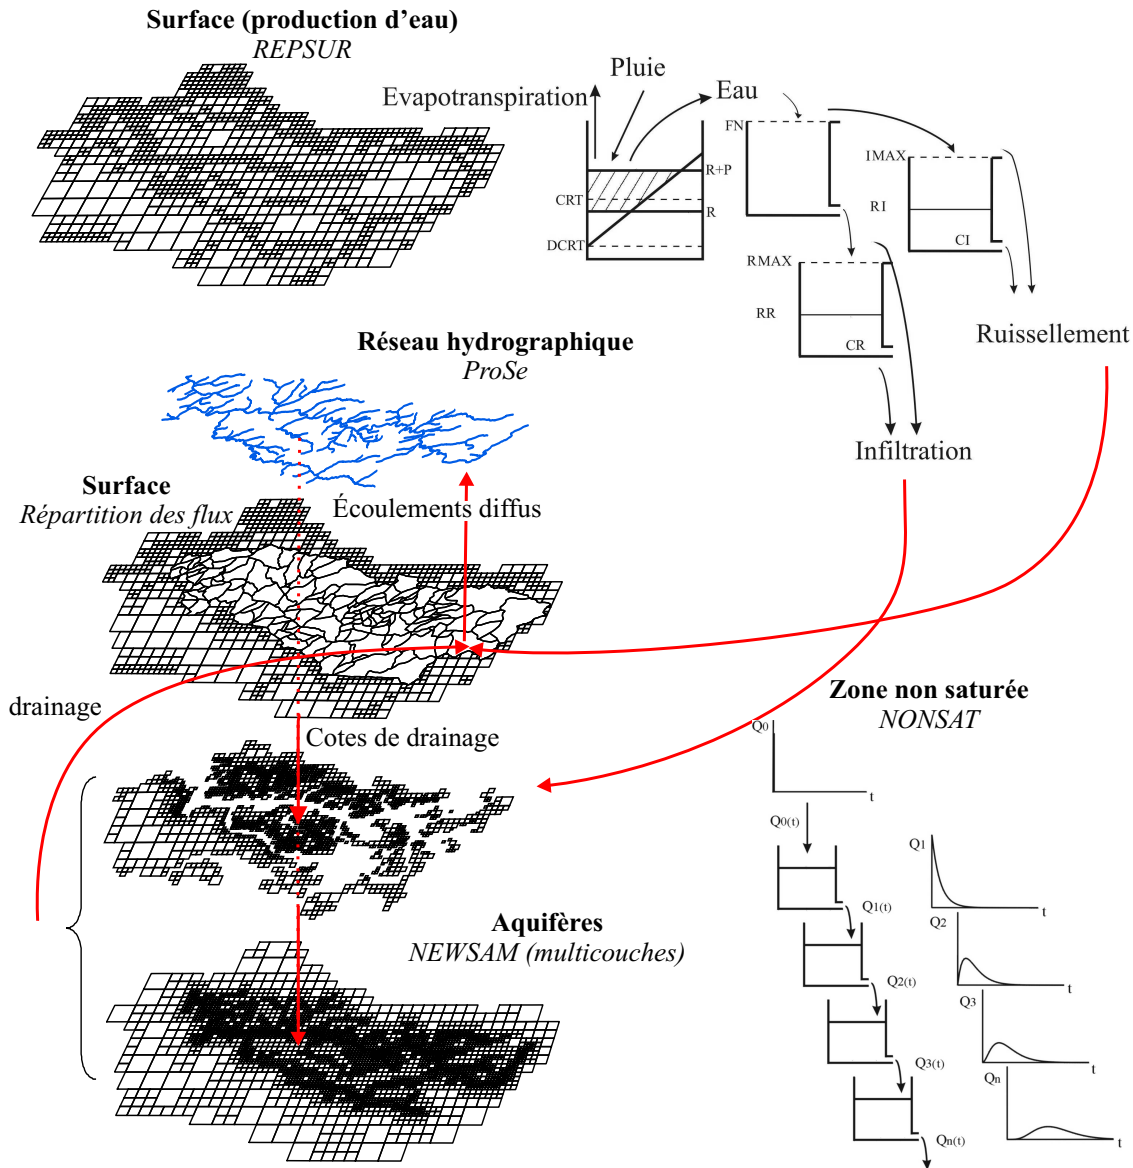 Surface (production d’eau)
REPSUR
Pluie
Evapotranspiration
Eau
FN
IMAX
R+P
CRT
R
RI
DCRT
CI
RMAX
RR
CR
Ruissellement
Infiltration
Réseau hydrographique
ProSe
Surface
Répartition des flux
Écoulements diffus
drainage
Cotes de drainage
Zone non saturée
NONSAT
Q0
t
Q0(t)
Q1
Q1(t)
t
Q2
Q2(t)
t
Q3
Q3(t)
t
Qn
Qn(t)
t
Aquifères
NEWSAM (multicouches)